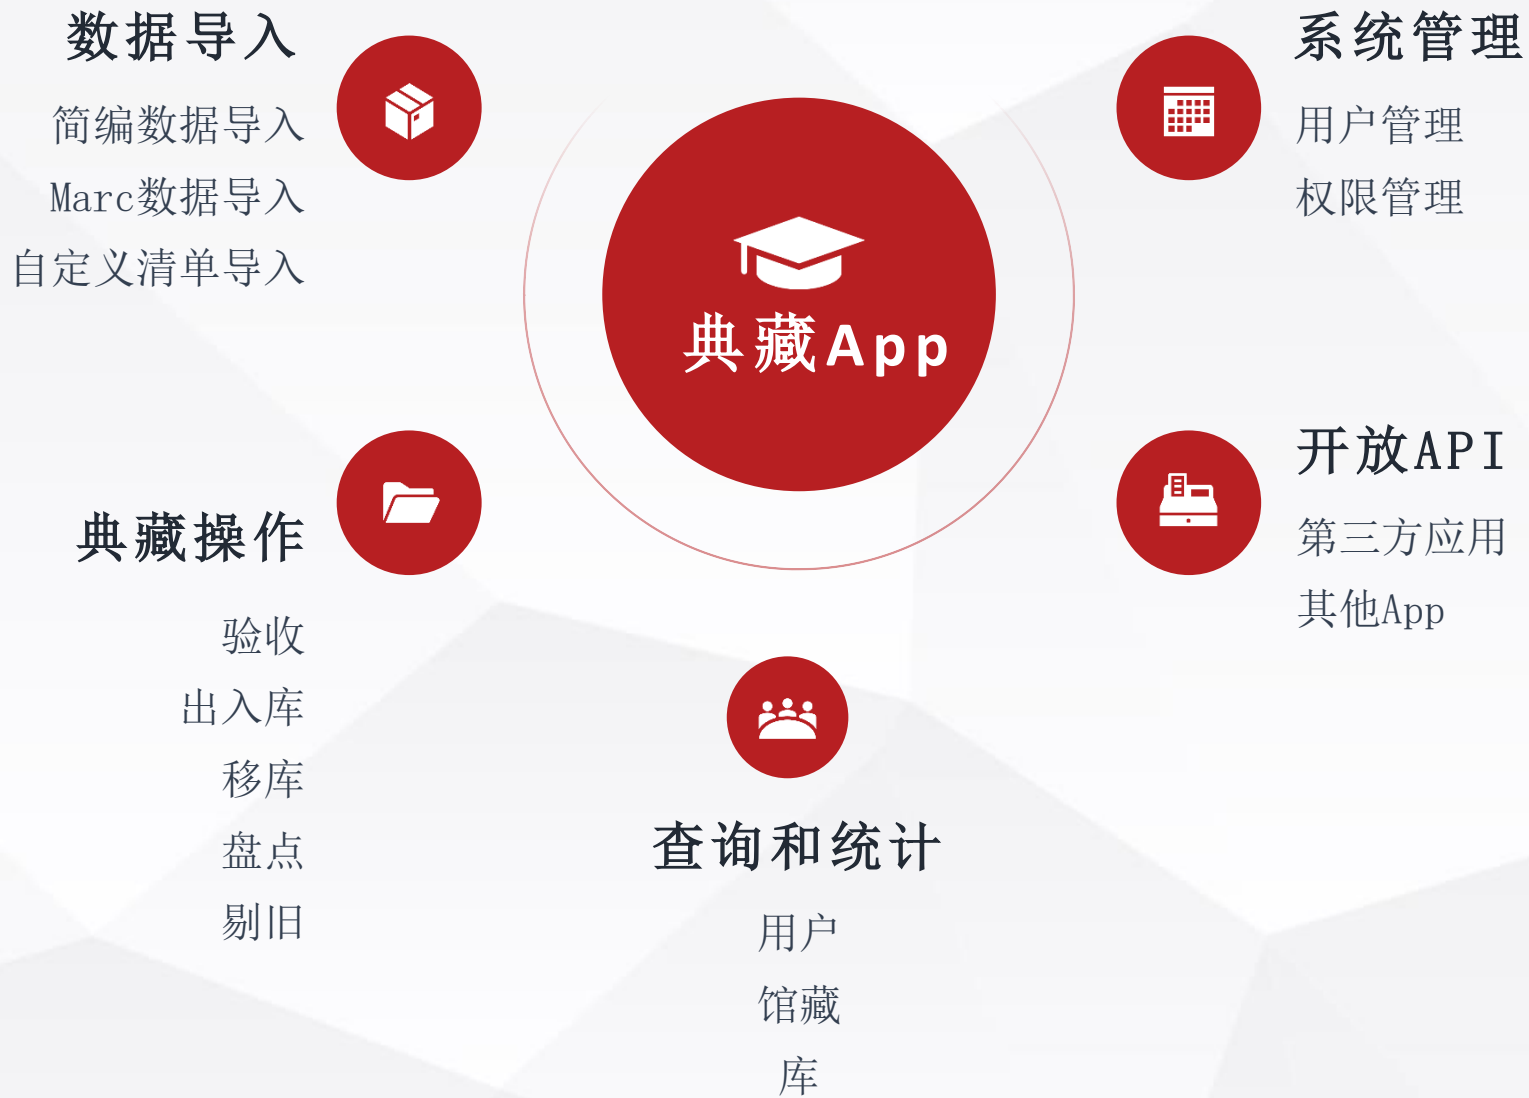 数据导入
简编数据导入
Marc数据导入
自定义清单导入
典藏App
系统管理
用户管理
权限管理
典藏操作
验收
出入库
移库
盘点
剔旧
开放API
第三方应用
其他App
查询和统计
用户
馆藏
库